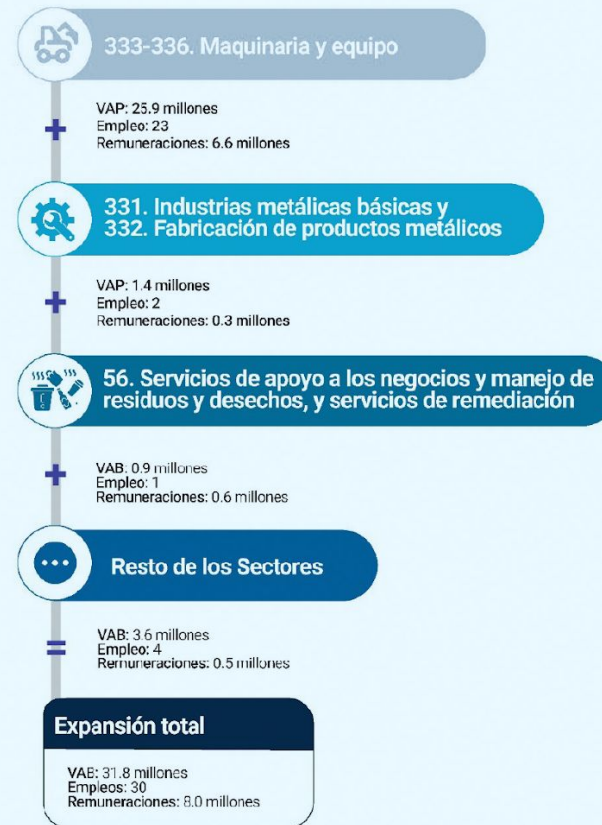 333-336. Maquinaria y equipo
VAP: 25.9 millones
Empleo: 23
Remuneraciones: 6.6 millones
331. Industrias metálicas básicas y
332. Fabricación de productos metálicos
VAP: 1.4 millones
Empleo: 2
Remuneraciones: 0.3 millones
56. Servicios de apoyo a los negocios y manejo de
residuos y desechos, y servicios de remediación
VAB: 0.9 millones
Empleo: 1
Remuneraciones: 0.6 millones
Resto de los Sectores
VAB: 3.6 millones
Empleo: 4
Remuneraciones: 0.5 millones
Expansión total
VAB: 31.8 millones
Empleos: 30
Remuneraciones: 8.0 millones